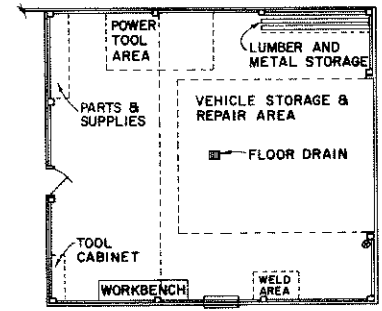 POWER
TOOL
AREA
LUMBER AND
METAL STORAGE
PARTS &
SUPPLIES
VEHICLE STORAGE &
REPAIR AREA
FLOOR DRAIN
TOOL
CABINET
WORKBENCH
WELD
AREA